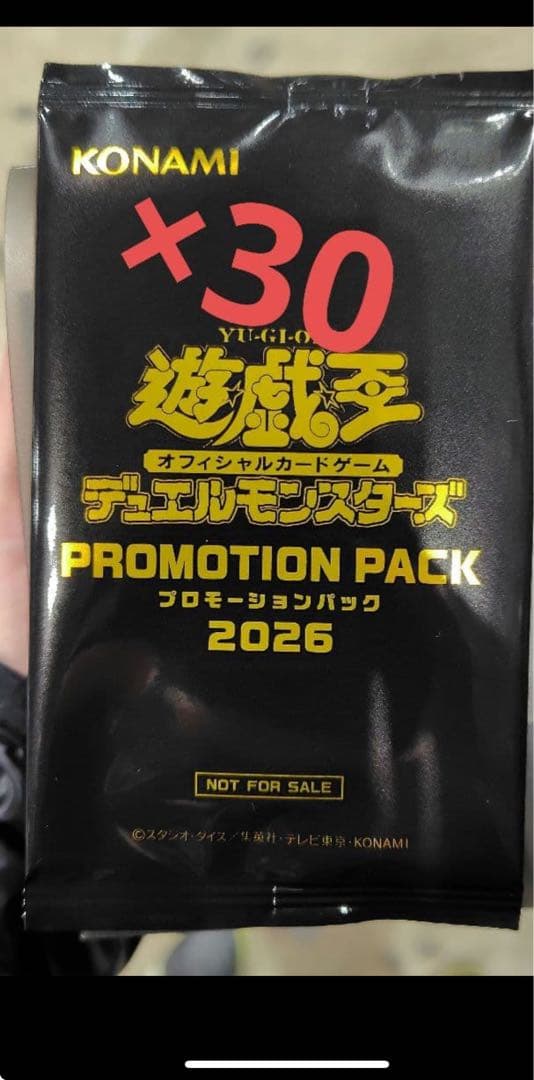 KONAMI
×30
YU-GI-O
遊戯王
オフィシャルカードゲーム
デュエルモンスターズ
PROMOTION PACK
プロモーションパック
2026
NOT FOR SALE
©スタジオ・ダイス／集英社・テレビ東京・KONAMI